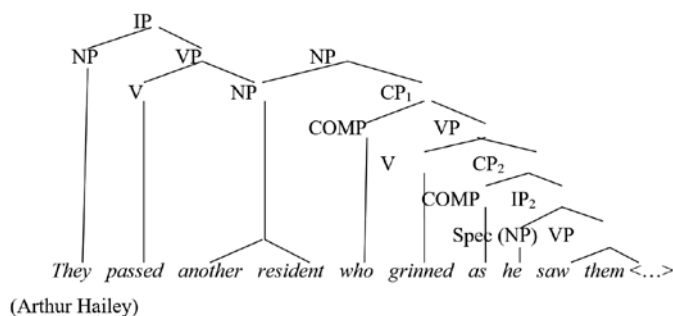 IP
NP VP NP
V NP CP₁
COMP VP
V CP₂
COMP IP₂
Spec (NP) VP
They passed another resident who grinned as he saw them <...>
(Arthur Hailey)